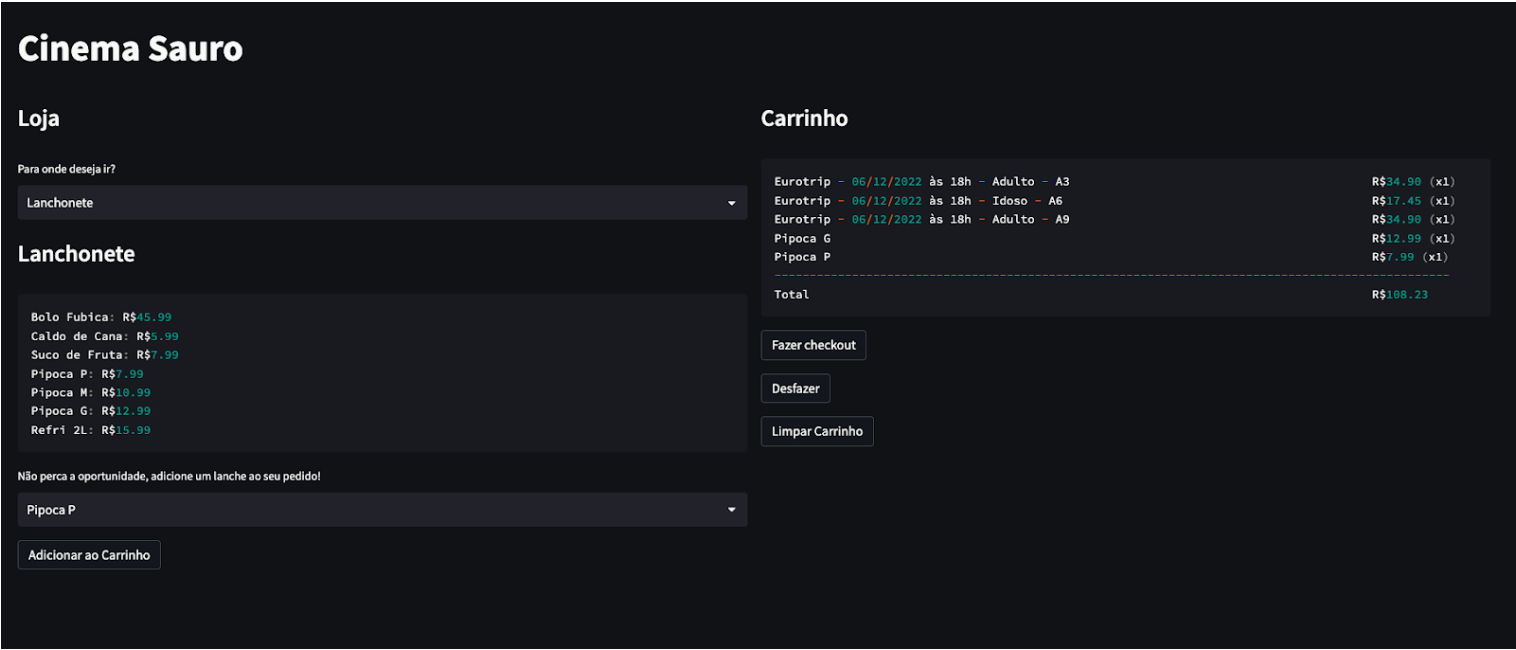 Cinema Sauro
Loja
Para onde deseja ir?
Lanchonete
Lanchonete
Bolo Fubica: R$45.99
Caldo de Cana: R$5.99
Suco de Fruta: R$7.99
Pipoca P: R$7.99
Pipoca M: R$10.99
Pipoca G: R$12.99
Refri 2L: R$15.99
Não perca a oportunidade, adicione um lanche ao seu pedido!
Pipoca P
Adicionar ao Carrinho
Carrinho
Eurotrip - 06/12/2022 às 18h - Adulto - A3 R$34.90 (x1)
Eurotrip - 06/12/2022 às 18h - Idoso - A6 R$17.45 (x1)
Eurotrip - 06/12/2022 às 18h - Adulto - A9 R$34.90 (x1)
Pipoca G R$12.99 (x1)
Pipoca P R$7.99 (x1)
------------------------------------------------------------------------------------------------
Total R$108.23
Fazer checkout
Desfazer
Limpar Carrinho